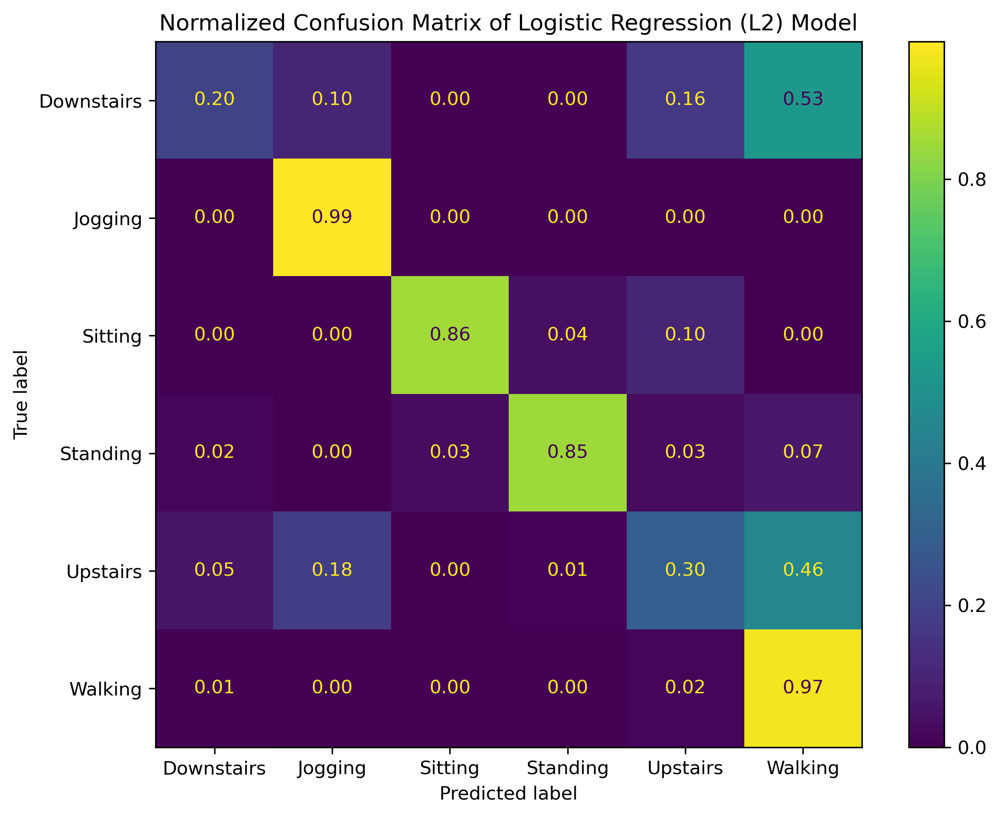 Normalized Confusion Matrix of Logistic Regression (L2) Model
Downstairs 0.20 0.10 0.00 0.00 0.16 0.53
Jogging 0.00 0.99 0.00 0.00 0.00 0.00
Sitting 0.00 0.00 0.86 0.04 0.10 0.00
Standing 0.02 0.00 0.03 0.85 0.03 0.07
Upstairs 0.05 0.18 0.00 0.01 0.30 0.46
Walking 0.01 0.00 0.00 0.00 0.02 0.97
True label
Downstairs Jogging Sitting Standing Upstairs Walking
Predicted label
0.8
0.6
0.4
0.2
0.0